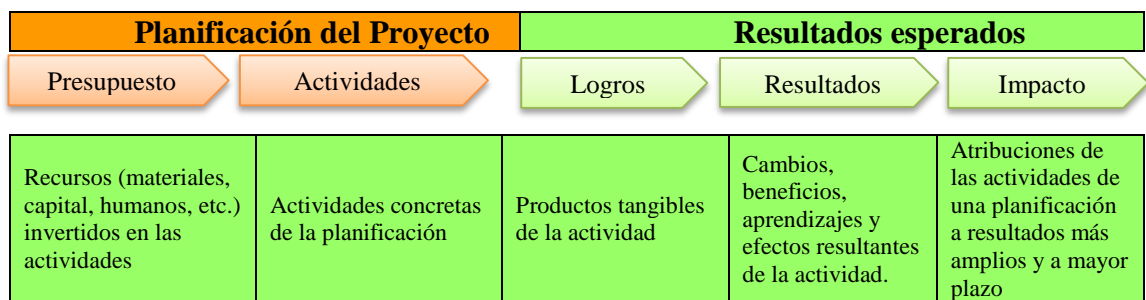 Planificación del Proyecto
Resultados esperados
Presupuesto
Actividades
Logros
Resultados
Impacto
Recursos (materiales,
capital, humanos, etc.)
invertidos en las
actividades
Actividades concretas
de la planificación
Productos tangibles
de la actividad
Cambios,
beneficios,
aprendizajes y
efectos resultantes
de la actividad.
Atribuciones de
las actividades de
una planificación
a resultados más
amplios y a mayor
plazo